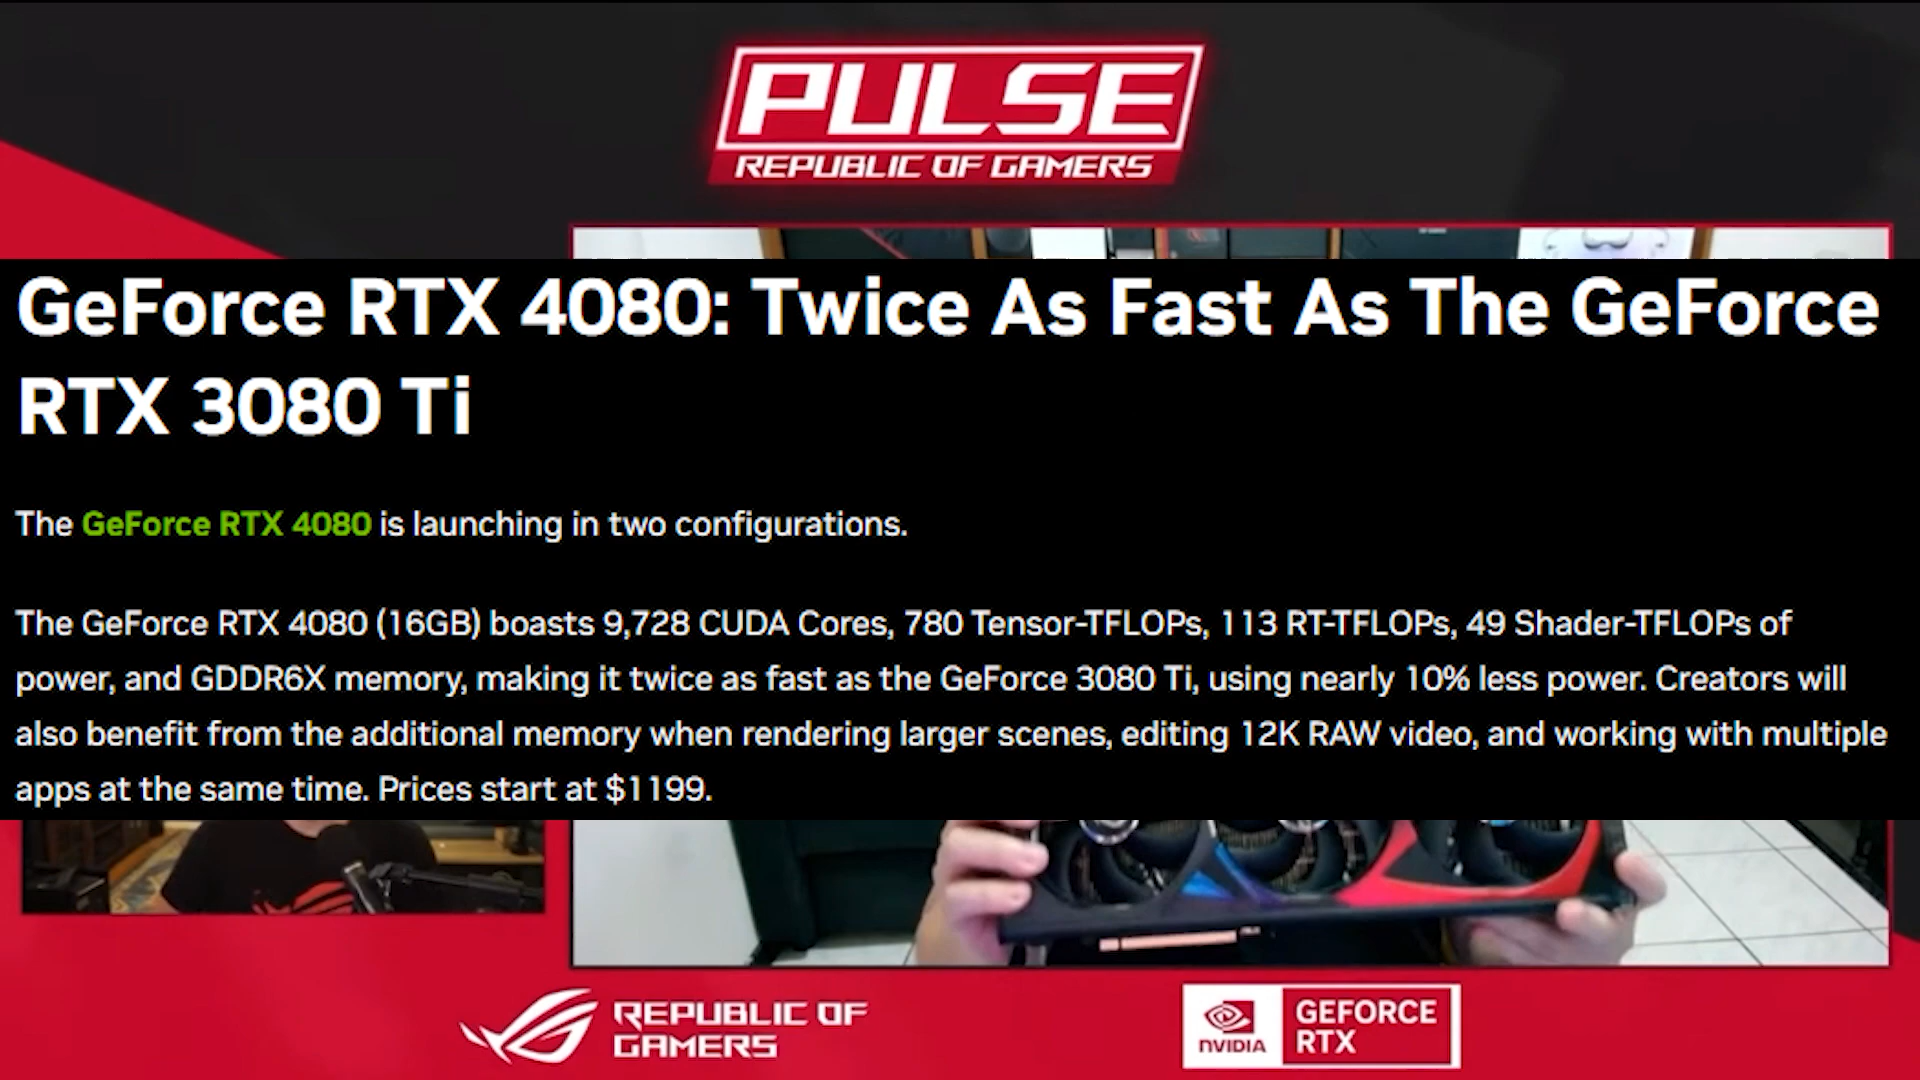 PULSE
REPUBLIC OF GAMERS
GeForce RTX 4080: Twice As Fast As The GeForce
RTX 3080 Ti
The GeForce RTX 4080 is launching in two configurations.
The GeForce RTX 4080 (16GB) boasts 9,728 CUDA Cores, 780 Tensor-TFLOPs, 113 RT-TFLOPs, 49 Shader-TFLOPs of
power, and GDDR6X memory, making it twice as fast as the GeForce 3080 Ti, using nearly 10% less power. Creators will
also benefit from the additional memory when rendering larger scenes, editing 12K RAW video, and working with multiple
apps at the same time. Prices start at $1199.
REPUBLIC OF
GAMERS
NVIDIA
GEFORCE
RTX